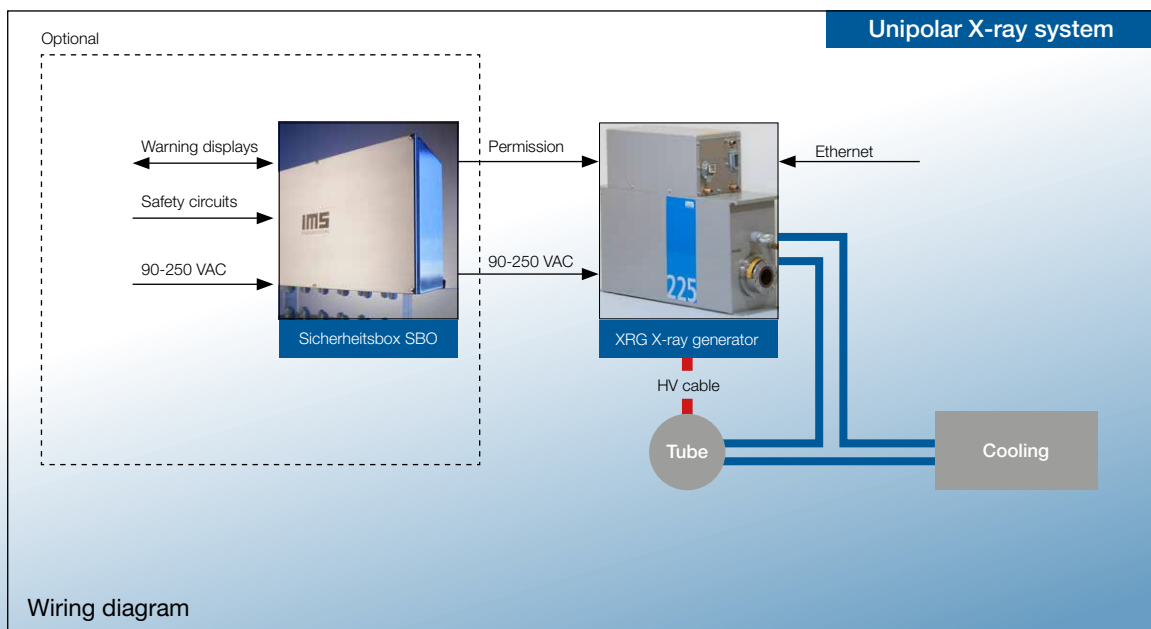 Unipolar X-ray system
Optional
Warning displays
Permission
Ethernet
Safety circuits
IMS
90-250 VAC
90-250 VAC
225
Sicherheitsbox SBO
XRG X-ray generator
HV cable
Tube
Cooling
Wiring diagram